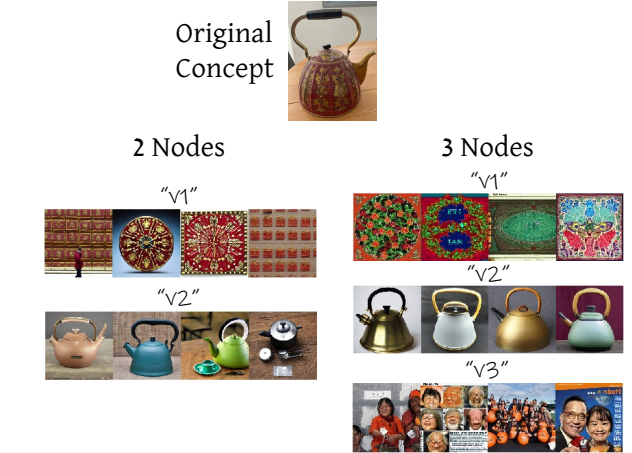 Original
Concept
2 Nodes
3 Nodes
"v1"
"v1"
"v2"
"v2"
"v3"